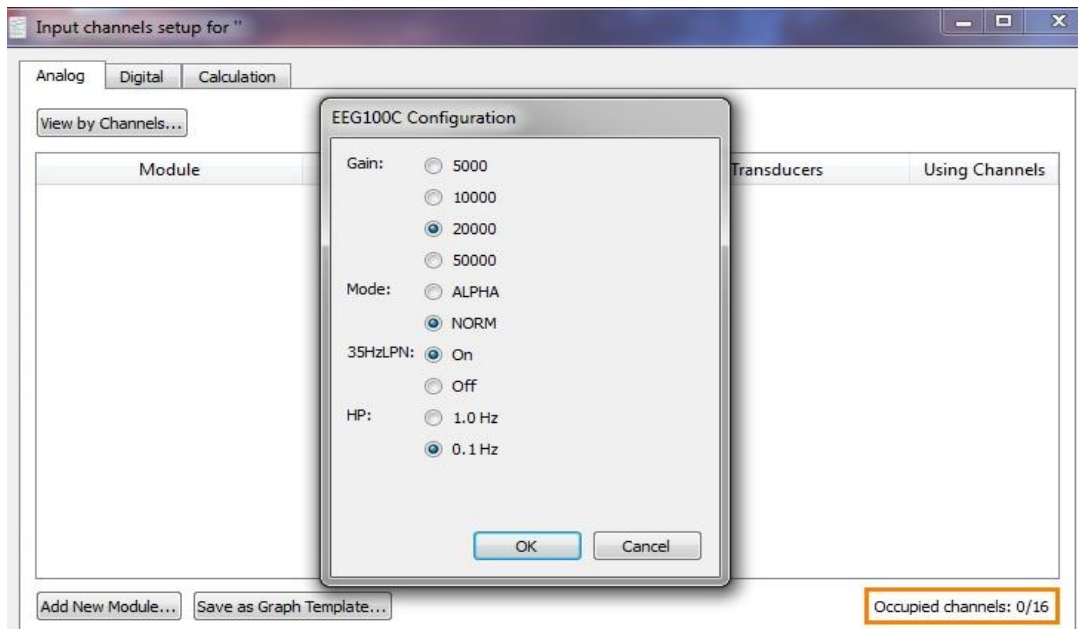 Input channels setup for "
Analog
Digital
Calculation
View by Channels...
Module
Transducers
Using Channels
EEG100C Configuration
Gain:
5000
10000
20000
50000
Mode:
ALPHA
NORM
35HzLPN:
On
Off
HP:
1.0 Hz
0.1 Hz
OK
Cancel
Add New Module...
Save as Graph Template...
Occupied channels: 0/16